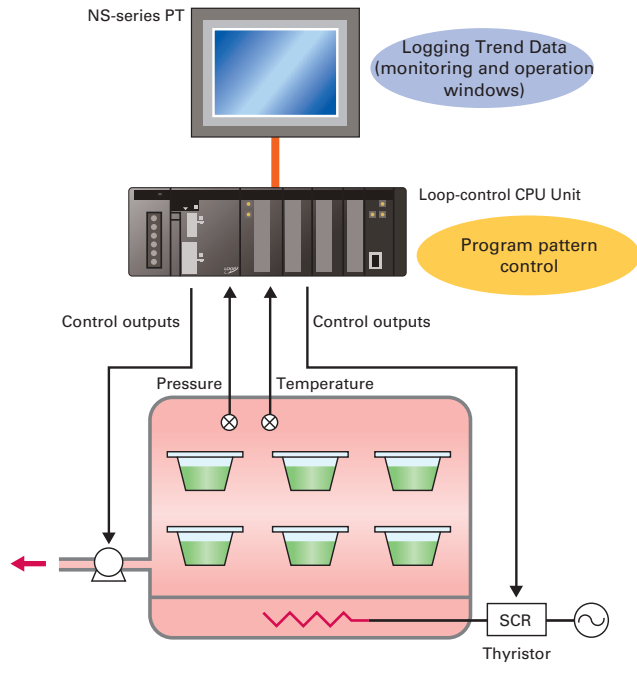 NS-series PT
Logging Trend Data
(monitoring and operation
windows)
Loop-control CPU Unit
Program pattern
control
LOOP
Control outputs
Control outputs
Pressure
Temperature
SCR
Thyristor